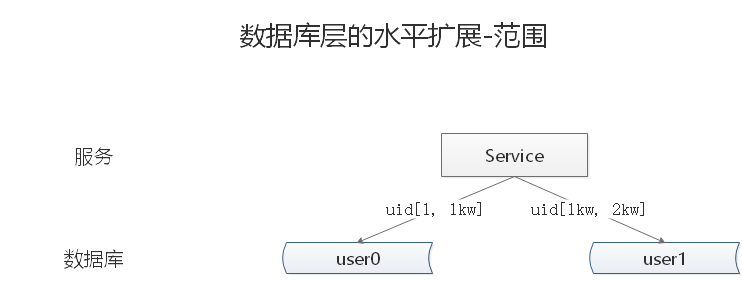 数据库层的水平扩展-范围
服务
Service
uid[1, 1kw]
uid[1kw, 2kw]
数据库
user0
user1